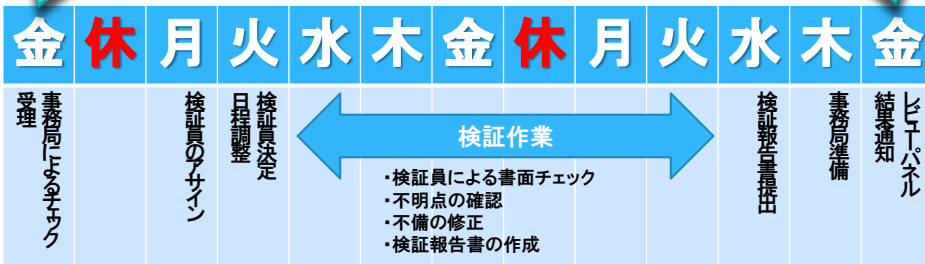 金 休 月 火 水 木 金 休 月 火 水 木 金
事務局によるチェック
受理
検証員のアサイン
検証員決定
日程調整
検証作業
・検証員による書面チェック
・不明点の確認
・不備の修正
・検証報告書の作成
検証報告書提出
事務局準備
レビューパネル
結果通知